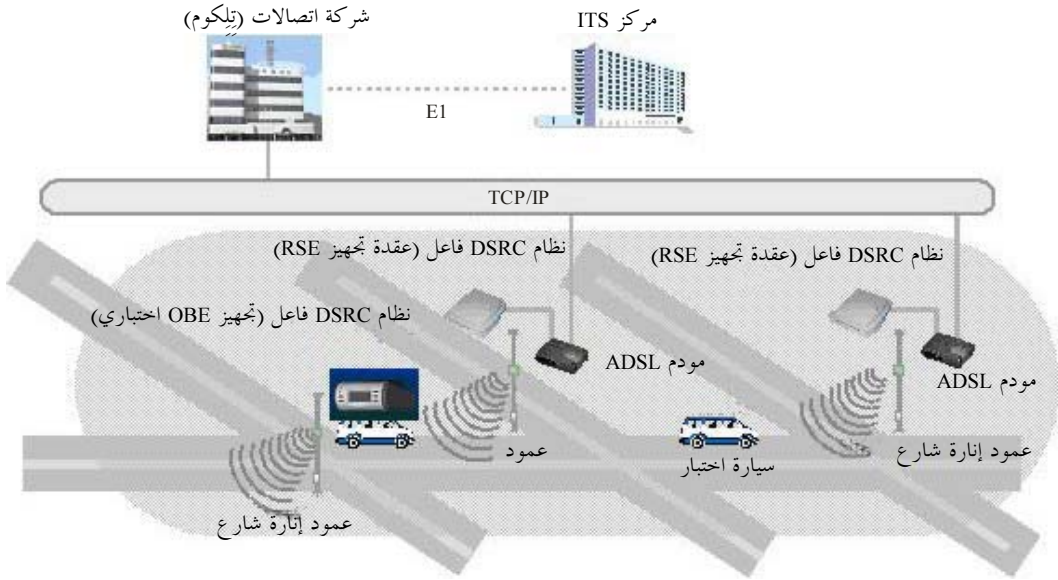 شركة اتصالات (تِلِكوم)
مركز ITS
E1
TCP/IP
نظام DSRC فاعل (عقدة تجهيز RSE)
نظام DSRC فاعل (عقدة تجهيز RSE)
نظام DSRC فاعل (تجهيز OBE اختباري)
مودم ADSL
مودم ADSL
عمود إنارة شارع
سيارة اختبار
عمود
عمود إنارة شارع